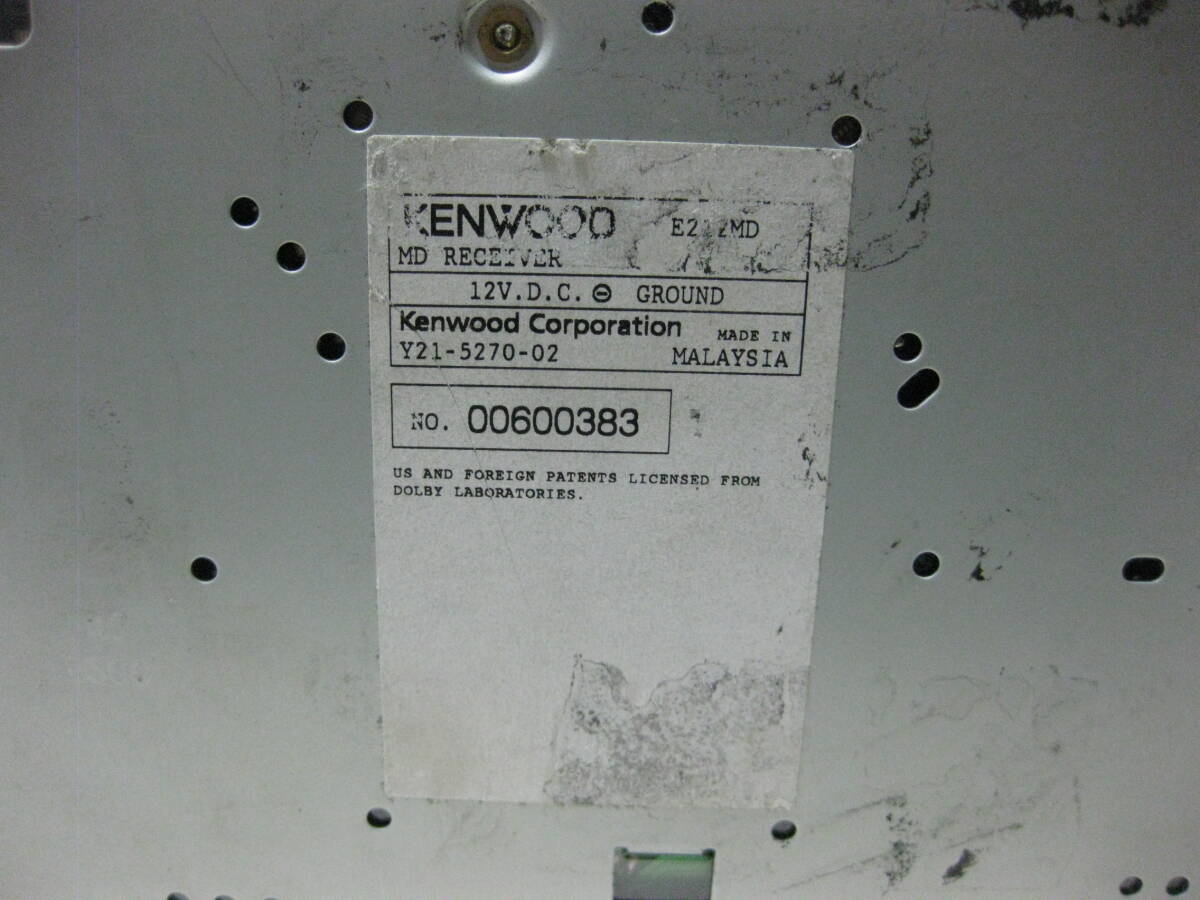 KENWOOD
MD RECEIVER
12V.D.C. ⊖ GROUND
Kenwood Corporation MADE IN
Y21-5270-02 MALAYSIA
NO. 00600383
US AND FOREIGN PATENTS LICENSED FROM
DOLBY LABORATORIES.